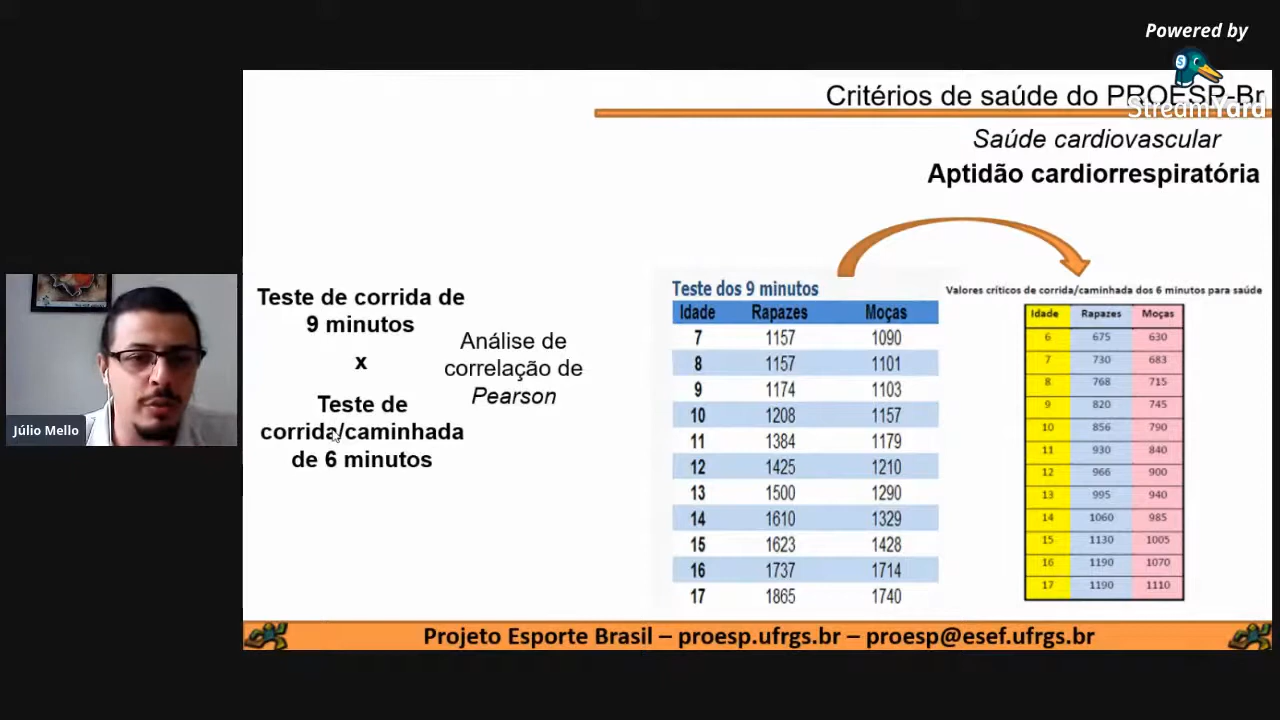 Powered by
StreamYard
Critérios de saúde do PROESP-Br
Saúde cardiovascular
Aptidão cardiorrespiratória
Teste de corrida de
9 minutos
x
Teste de
corrida/caminhada
de 6 minutos
Análise de
correlação de
Pearson
Teste dos 9 minutos
Idade Rapazes Moças
7 1157 1090
8 1157 1101
9 1174 1103
10 1208 1157
11 1384 1179
12 1425 1210
13 1500 1290
14 1610 1329
15 1623 1428
16 1737 1714
17 1865 1740
Valores críticos de corrida/caminhada dos 6 minutos para saúde
Idade Rapazes Moças
6 675 630
7 730 683
8 768 715
9 820 745
10 856 790
11 930 840
12 966 900
13 995 940
14 1060 985
15 1130 1005
16 1190 1070
17 1190 1110
Júlio Mello
Projeto Esporte Brasil – proesp.ufrgs.br – proesp@esef.ufrgs.br